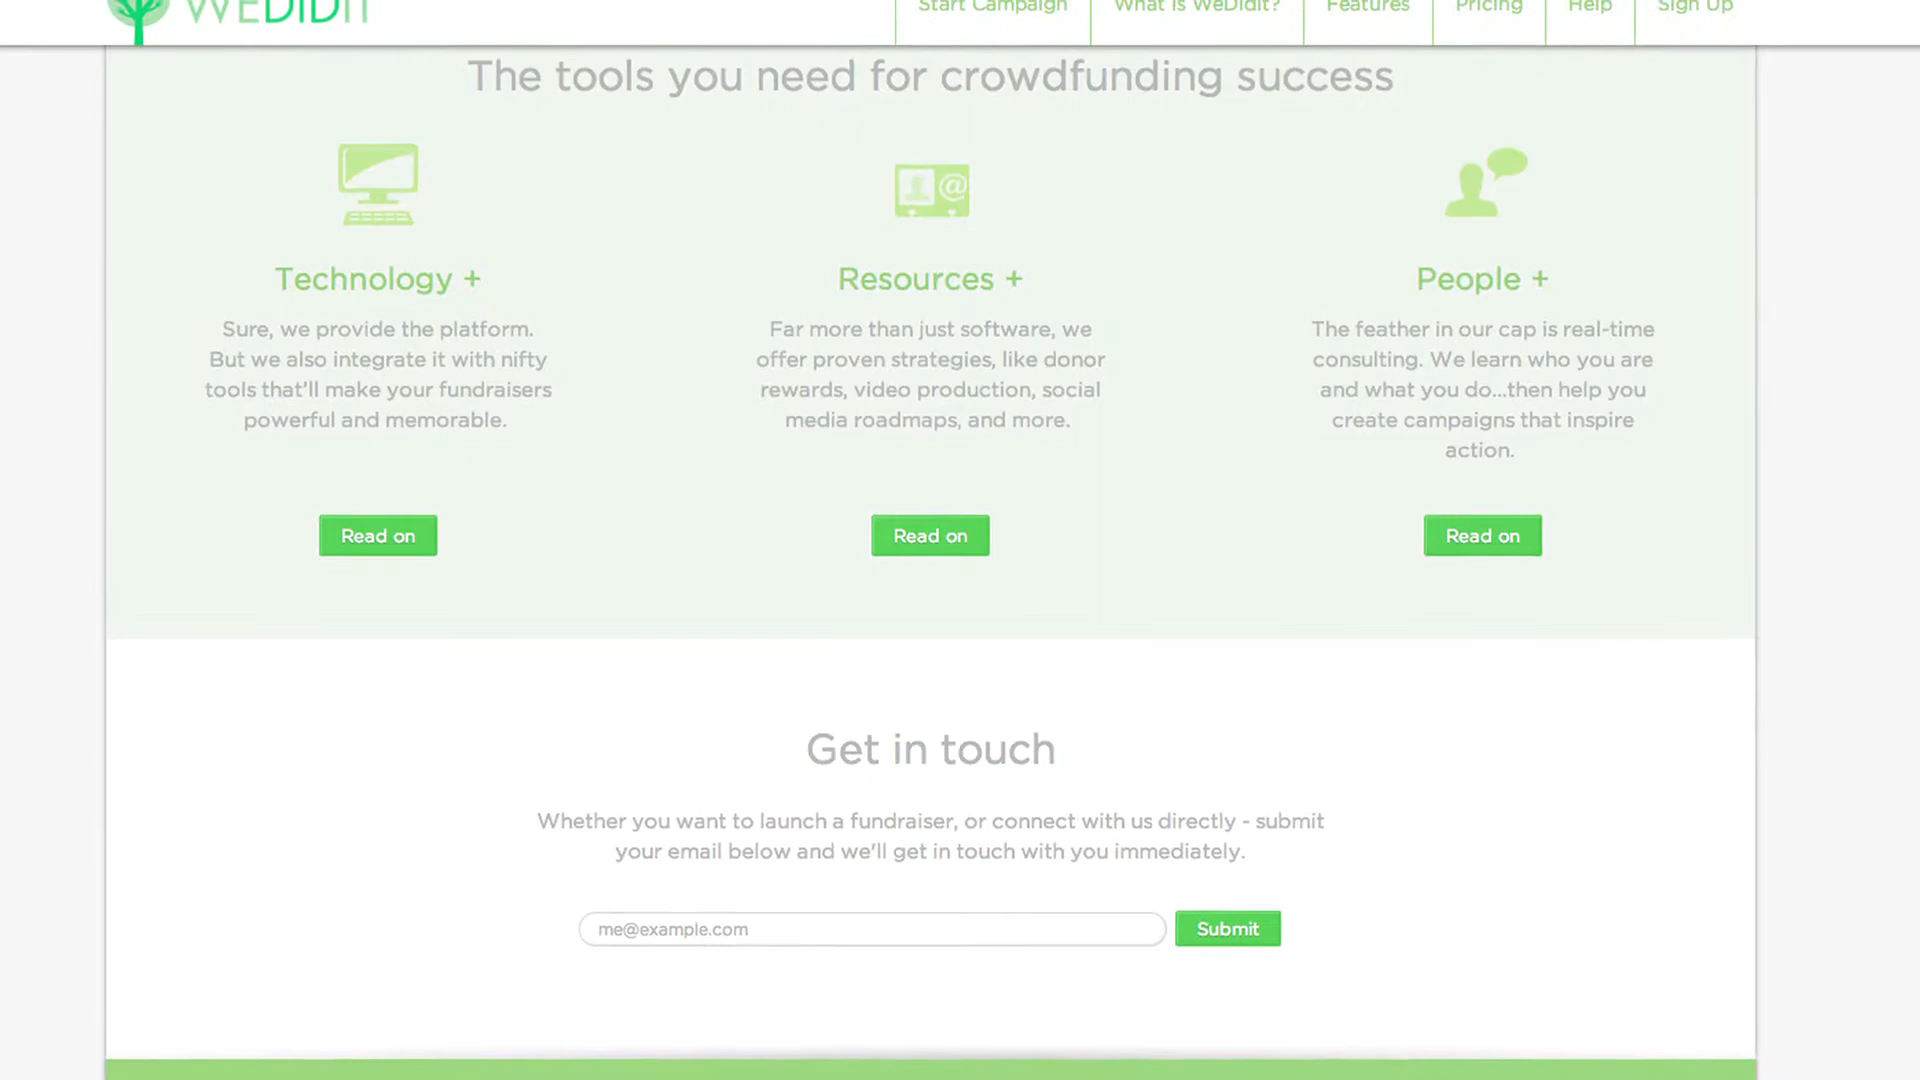 WEDIDIT
Start Campaign
What is WeDidIt?
Features
Pricing
Help
Sign Up
The tools you need for crowdfunding success
@
Technology +
Sure, we provide the platform.
But we also integrate it with nifty
tools that'll make your fundraisers
powerful and memorable.
Read on
Resources +
Far more than just software, we
offer proven strategies, like donor
rewards, video production, social
media roadmaps, and more.
Read on
People +
The feather in our cap is real-time
consulting. We learn who you are
and what you do...then help you
create campaigns that inspire
action.
Read on
Get in touch
Whether you want to launch a fundraiser, or connect with us directly - submit
your email below and we'll get in touch with you immediately.
me@example.com
Submit